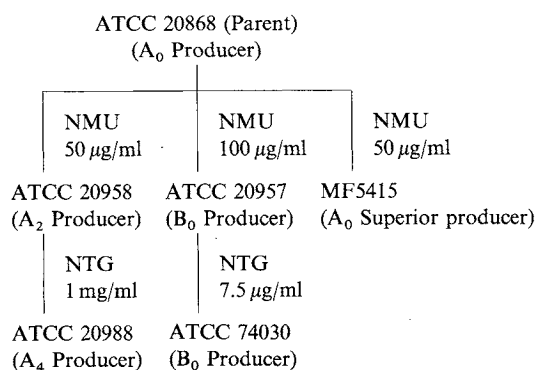 ATCC 20868 (Parent)
(A₀ Producer)
NMU NMU NMU
50 μg/ml 100 μg/ml 50 μg/ml
ATCC 20958 ATCC 20957 MF5415
(A₂ Producer) (B₀ Producer) (A₀ Superior producer)
NTG NTG
1 mg/ml 7.5 μg/ml
ATCC 20988 ATCC 74030
(A₄ Producer) (B₀ Producer)